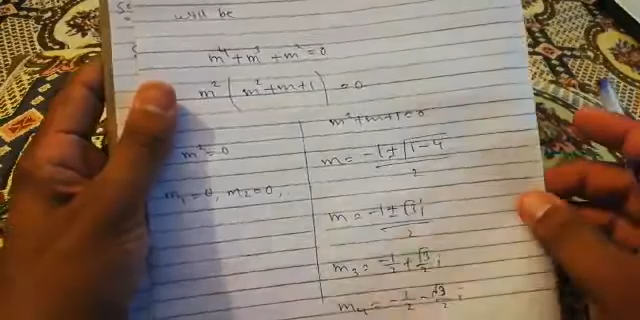 will be
m⁴+m³+m²=0
m²(m²+m+1)=0
m²=0
m₁=0, m₂=0,
m²+m+1=0
m=-1±√1-4/2
m=-1±√3i/2
m₃=-1/2+√3/2 i
m₄=-1/2-√3/2 i